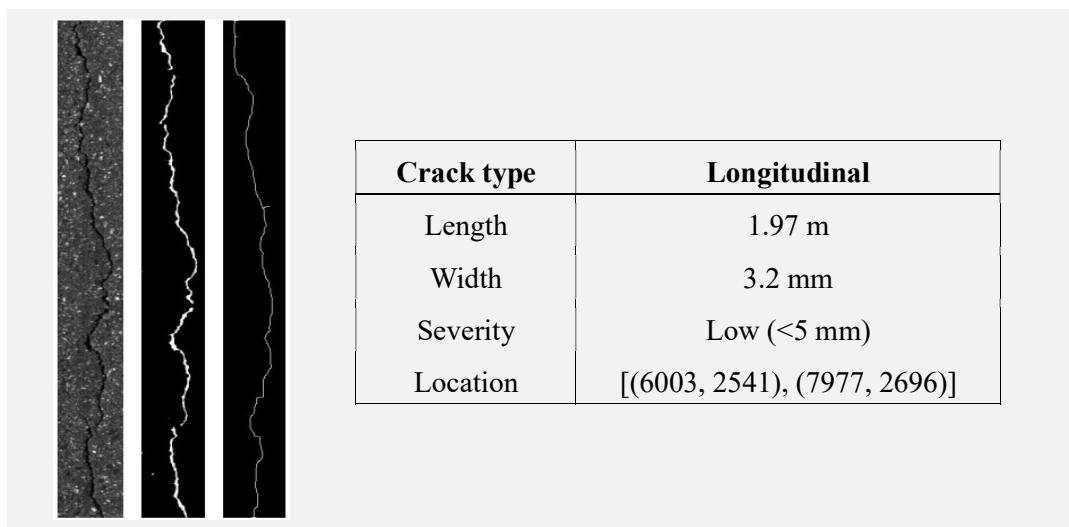 Crack type Longitudinal
Length 1.97 m
Width 3.2 mm
Severity Low (<5 mm)
Location [(6003, 2541), (7977, 2696)]